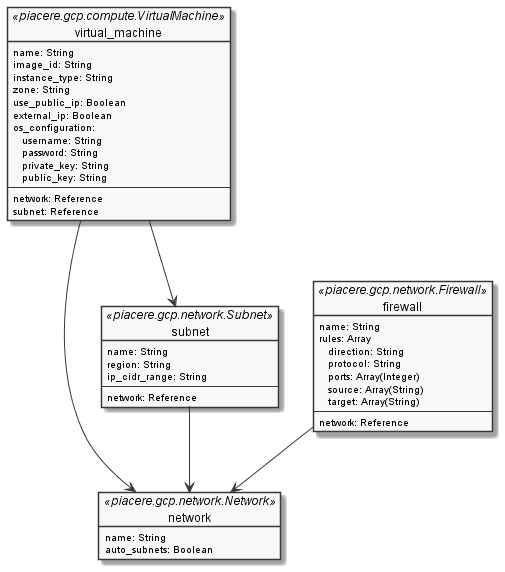 «piacere.gcp.compute.VirtualMachine»
virtual_machine
name: String
image_id: String
instance_type: String
zone: String
use_public_ip: Boolean
external_ip: Boolean
os_configuration:
username: String
password: String
private_key: String
public_key: String
network: Reference
subnet: Reference
«piacere.gcp.network.Subnet»
subnet
name: String
region: String
ip_cidr_range: String
network: Reference
«piacere.gcp.network.Firewall»
firewall
name: String
rules: Array
direction: String
protocol: String
ports: Array(Integer)
source: Array(String)
target: Array(String)
network: Reference
«piacere.gcp.network.Network»
network
name: String
auto_subnets: Boolean